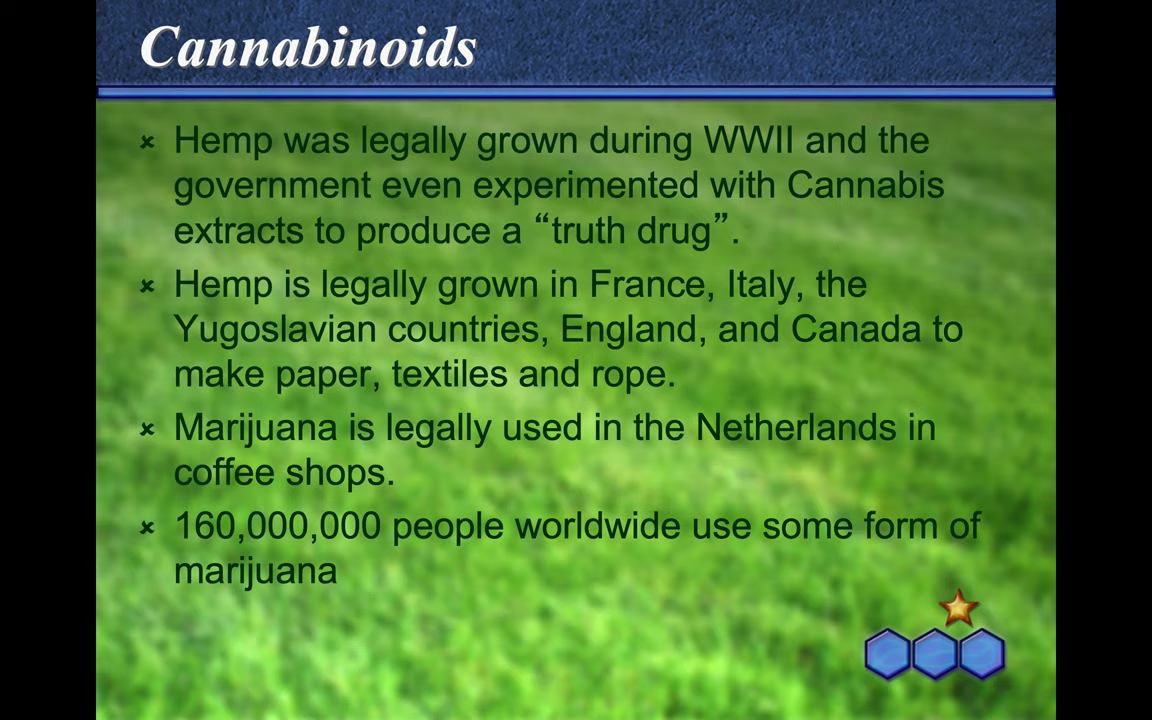 Cannabinoids
Hemp was legally grown during WWII and the
government even experimented with Cannabis
extracts to produce a “truth drug”.
Hemp is legally grown in France, Italy, the
Yugoslavian countries, England, and Canada to
make paper, textiles and rope.
Marijuana is legally used in the Netherlands in
coffee shops.
160,000,000 people worldwide use some form of
marijuana